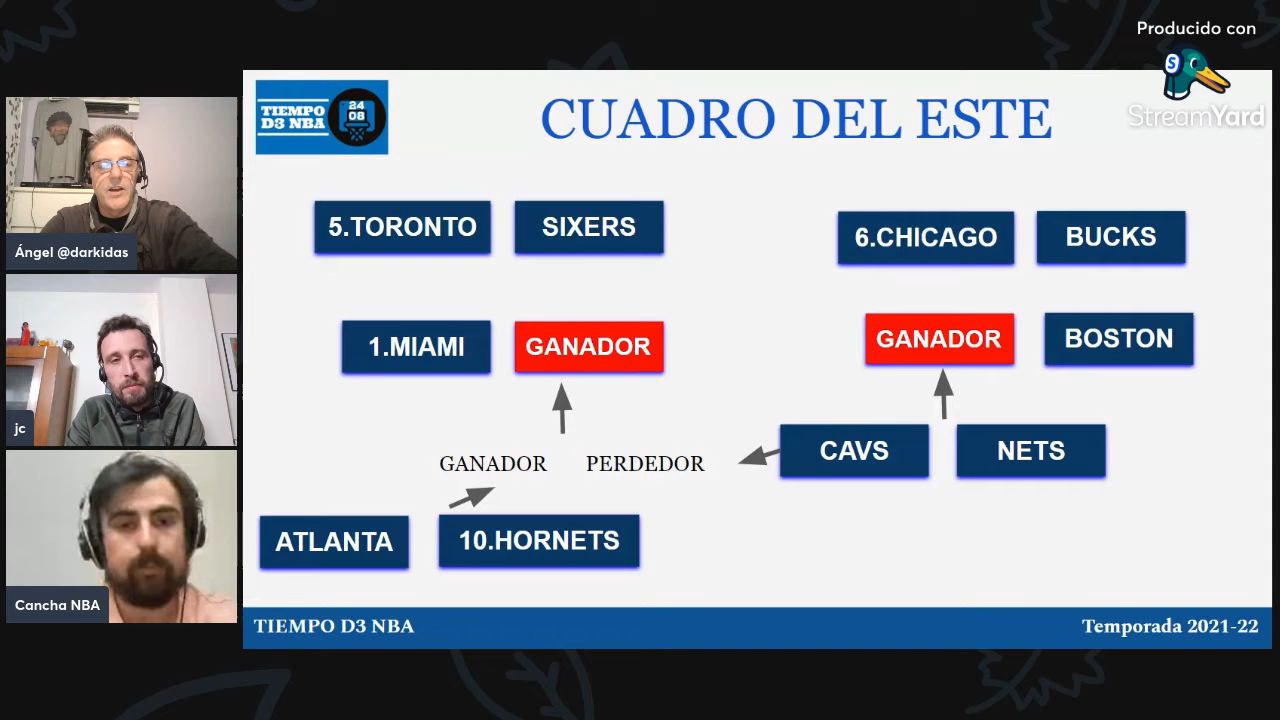 Producido con
StreamYard
TIEMPO
D3 NBA
24
08
CUADRO DEL ESTE
5.TORONTO
SIXERS
6.CHICAGO
BUCKS
1.MIAMI
GANADOR
GANADOR
BOSTON
GANADOR
PERDEDOR
CAVS
NETS
ATLANTA
10.HORNETS
TIEMPO D3 NBA
Temporada 2021-22
Ángel @darkidas
jc
Cancha NBA